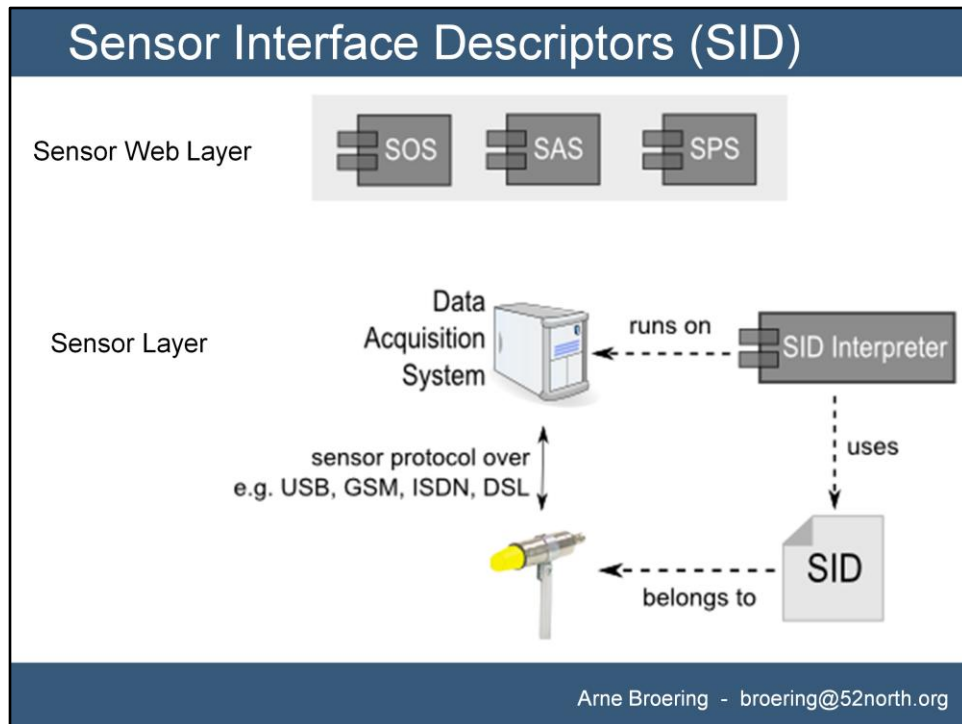 Sensor Interface Descriptors (SID)
Sensor Web Layer
SOS
SAS
SPS
Sensor Layer
Data
Acquisition
System
runs on
SID Interpreter
uses
sensor protocol over
e.g. USB, GSM, ISDN, DSL
SID
belongs to
Arne Broering - broering@52north.org